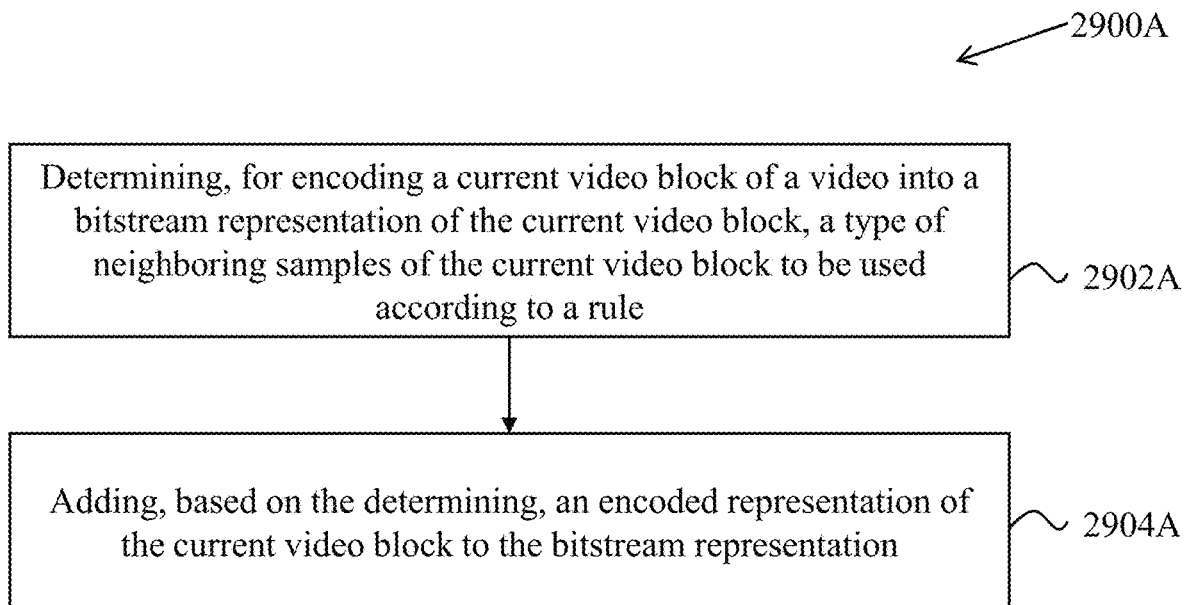 2900A
Determining, for encoding a current video block of a video into a
bitstream representation of the current video block, a type of
neighboring samples of the current video block to be used
according to a rule
2902A
Adding, based on the determining, an encoded representation of
the current video block to the bitstream representation
2904A